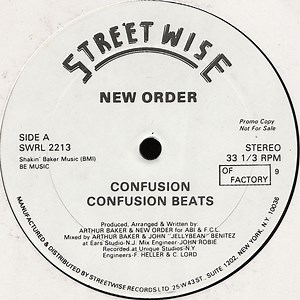 STREETWISE
NEW ORDER
Promo Copy
Not For Sale
SIDE A
SWRL 2213
STEREO
33 1/3 RPM
Shakin' Baker Music (BMI)
BE MUSIC
OF
FACTORY
9
CONFUSION
CONFUSION BEATS
Produced, Arranged & Written by:
ARTHUR BAKER & NEW ORDER for ABI & F.C.L.
Mixed by ARTHUR BAKER & JOHN "JELLYBEAN" BENITEZ
at Ears Studio-N.J. Mix Engineer-JOHN ROBIE
Recorded at Unique Studios-N.Y.
Engineers-F. HELLER & C. LORD
MANUFACTURED & DISTRIBUTED BY STREETWISE RECORDS LTD. 25 W 43 ST. SUITE 1202, NEW YORK, N.Y. 10036